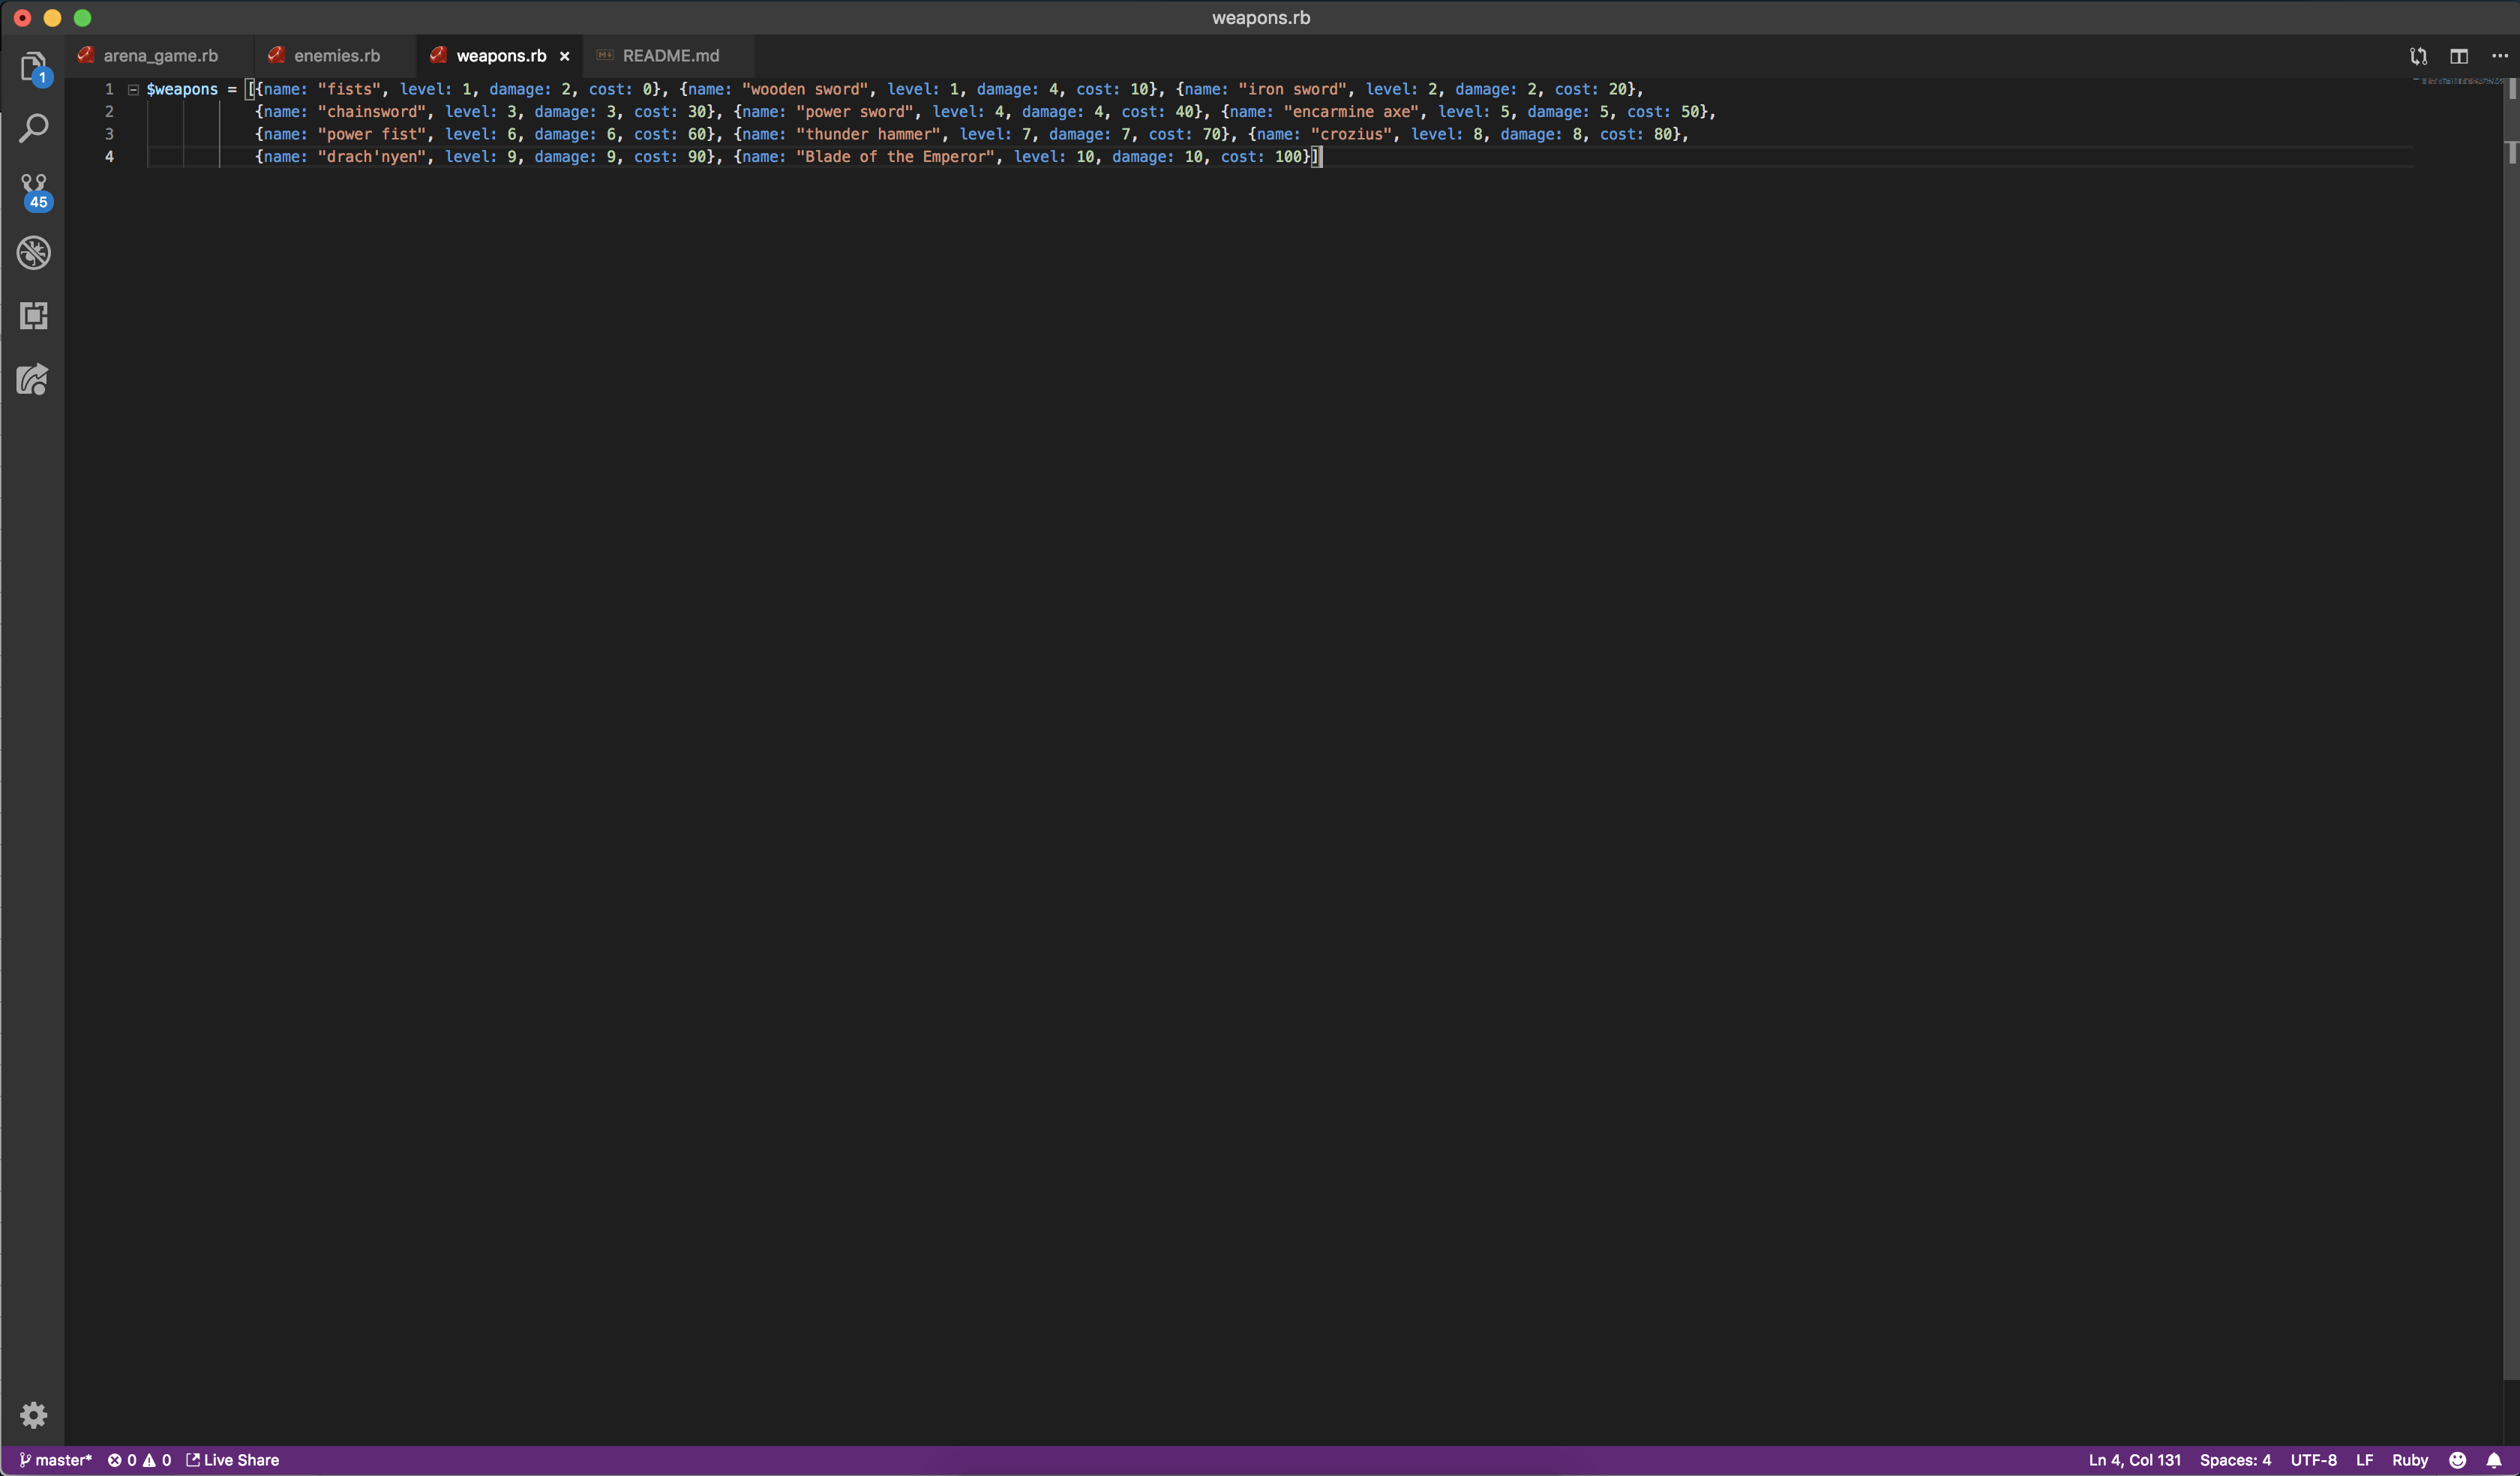 weapons.rb
arena_game.rb enemies.rb weapons.rb × README.md
1 $weapons = [{name: "fists", level: 1, damage: 2, cost: 0}, {name: "wooden sword", level: 1, damage: 4, cost: 10}, {name: "iron sword", level: 2, damage: 2, cost: 20},
2 {name: "chainsword", level: 3, damage: 3, cost: 30}, {name: "power sword", level: 4, damage: 4, cost: 40}, {name: "encarmine axe", level: 5, damage: 5, cost: 50},
3 {name: "power fist", level: 6, damage: 6, cost: 60}, {name: "thunder hammer", level: 7, damage: 7, cost: 70}, {name: "crozius", level: 8, damage: 8, cost: 80},
4 {name: "drach'nyen", level: 9, damage: 9, cost: 90}, {name: "Blade of the Emperor", level: 10, damage: 10, cost: 100}]
1
45
master* 0 0 Live Share Ln 4, Col 131 Spaces: 4 UTF-8 LF Ruby